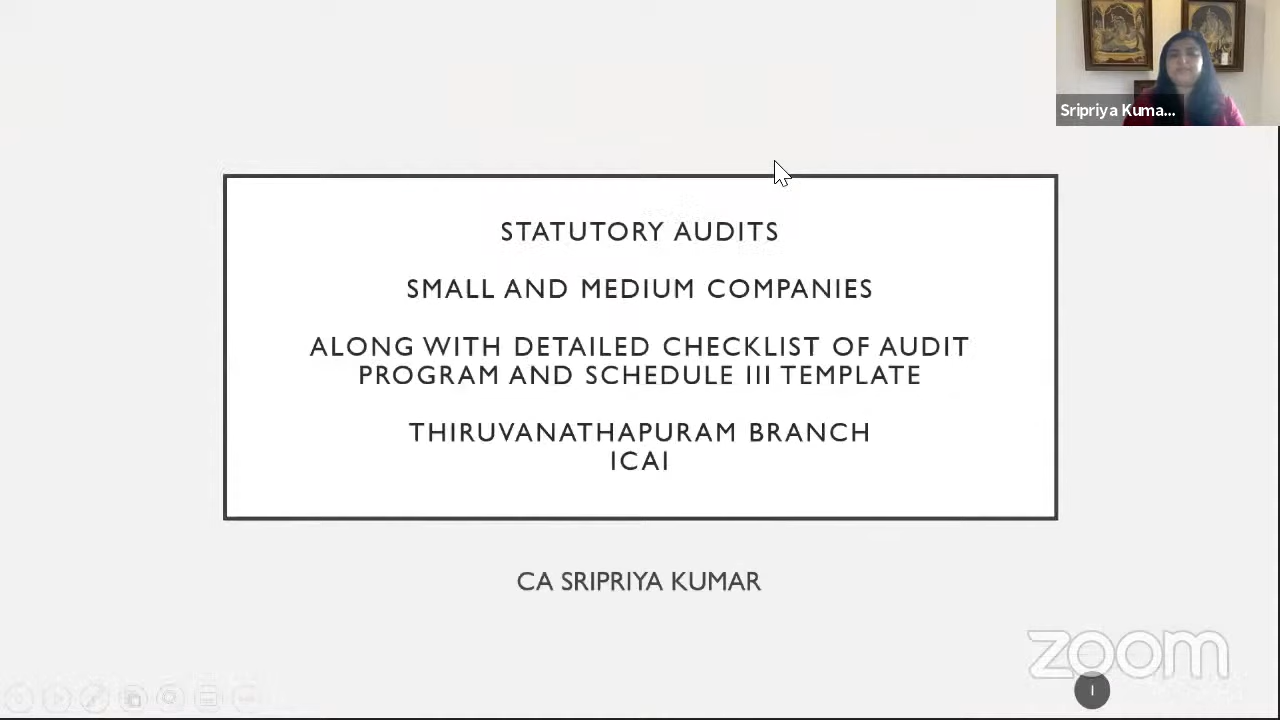 Sripriya Kuma...
STATUTORY AUDITS
SMALL AND MEDIUM COMPANIES
ALONG WITH DETAILED CHECKLIST OF AUDIT
PROGRAM AND SCHEDULE III TEMPLATE
THIRUVANATHAPURAM BRANCH
ICAI
CA SRIPRIYA KUMAR
zoom
1